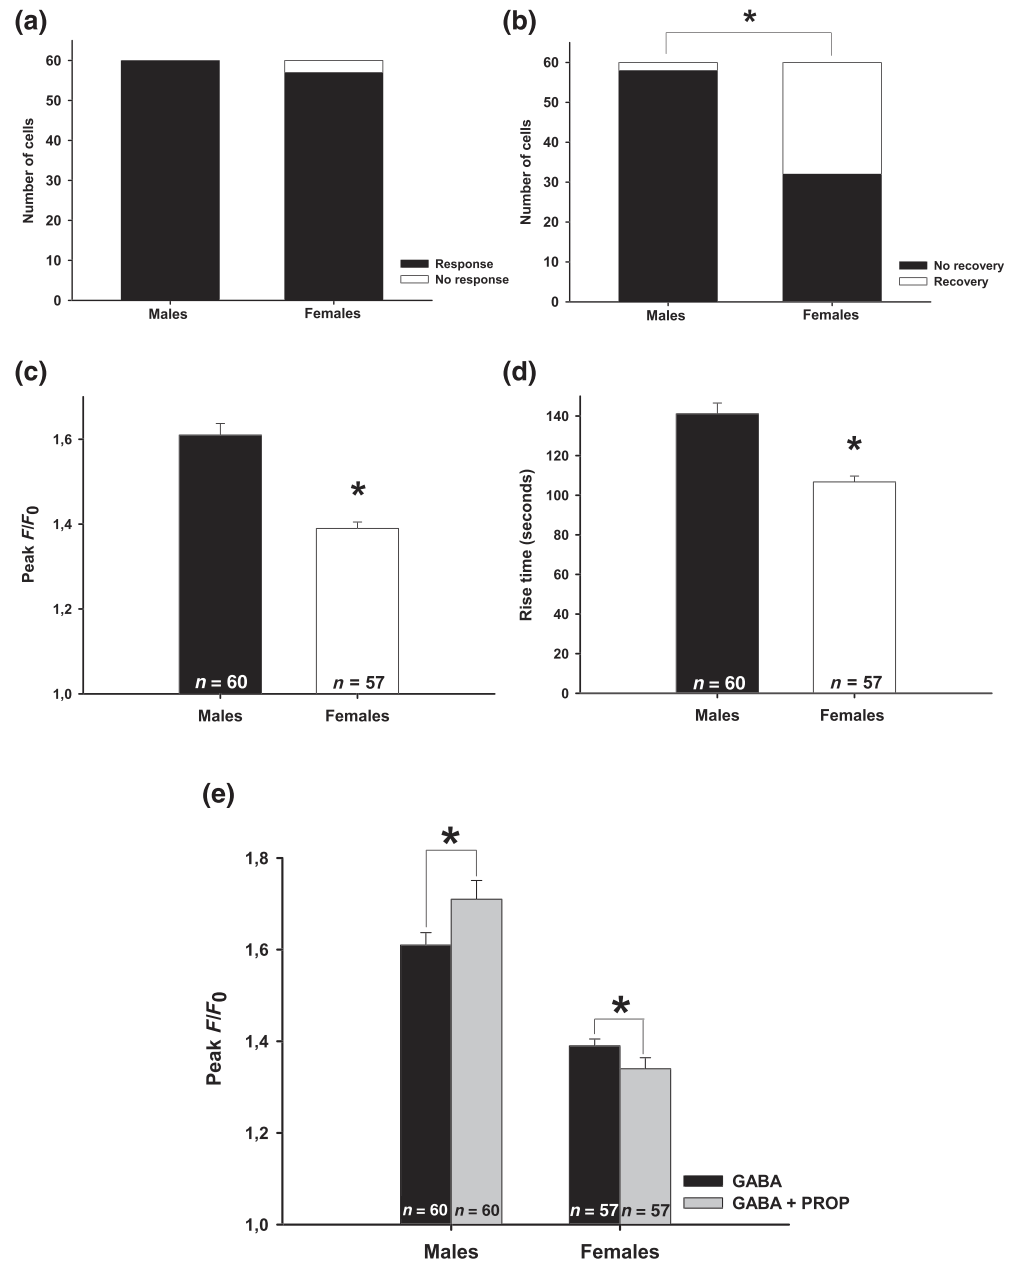 (a)
Number of cells
60
50
40
30
20
10
0
Males
Females
Response
No response
(b)
*
Number of cells
60
50
40
30
20
10
0
Males
Females
No recovery
Recovery
(c)
Peak F/F0
1,6
1,4
1,2
1,0
*
n = 60
n = 57
Males
Females
(d)
Rise time (seconds)
140
120
100
80
60
40
20
0
*
n = 60
n = 57
Males
Females
(e)
Peak F/F0
1,8
1,6
1,4
1,2
1,0
*
*
n = 60
n = 60
n = 57
n = 57
Males
Females
GABA
GABA + PROP